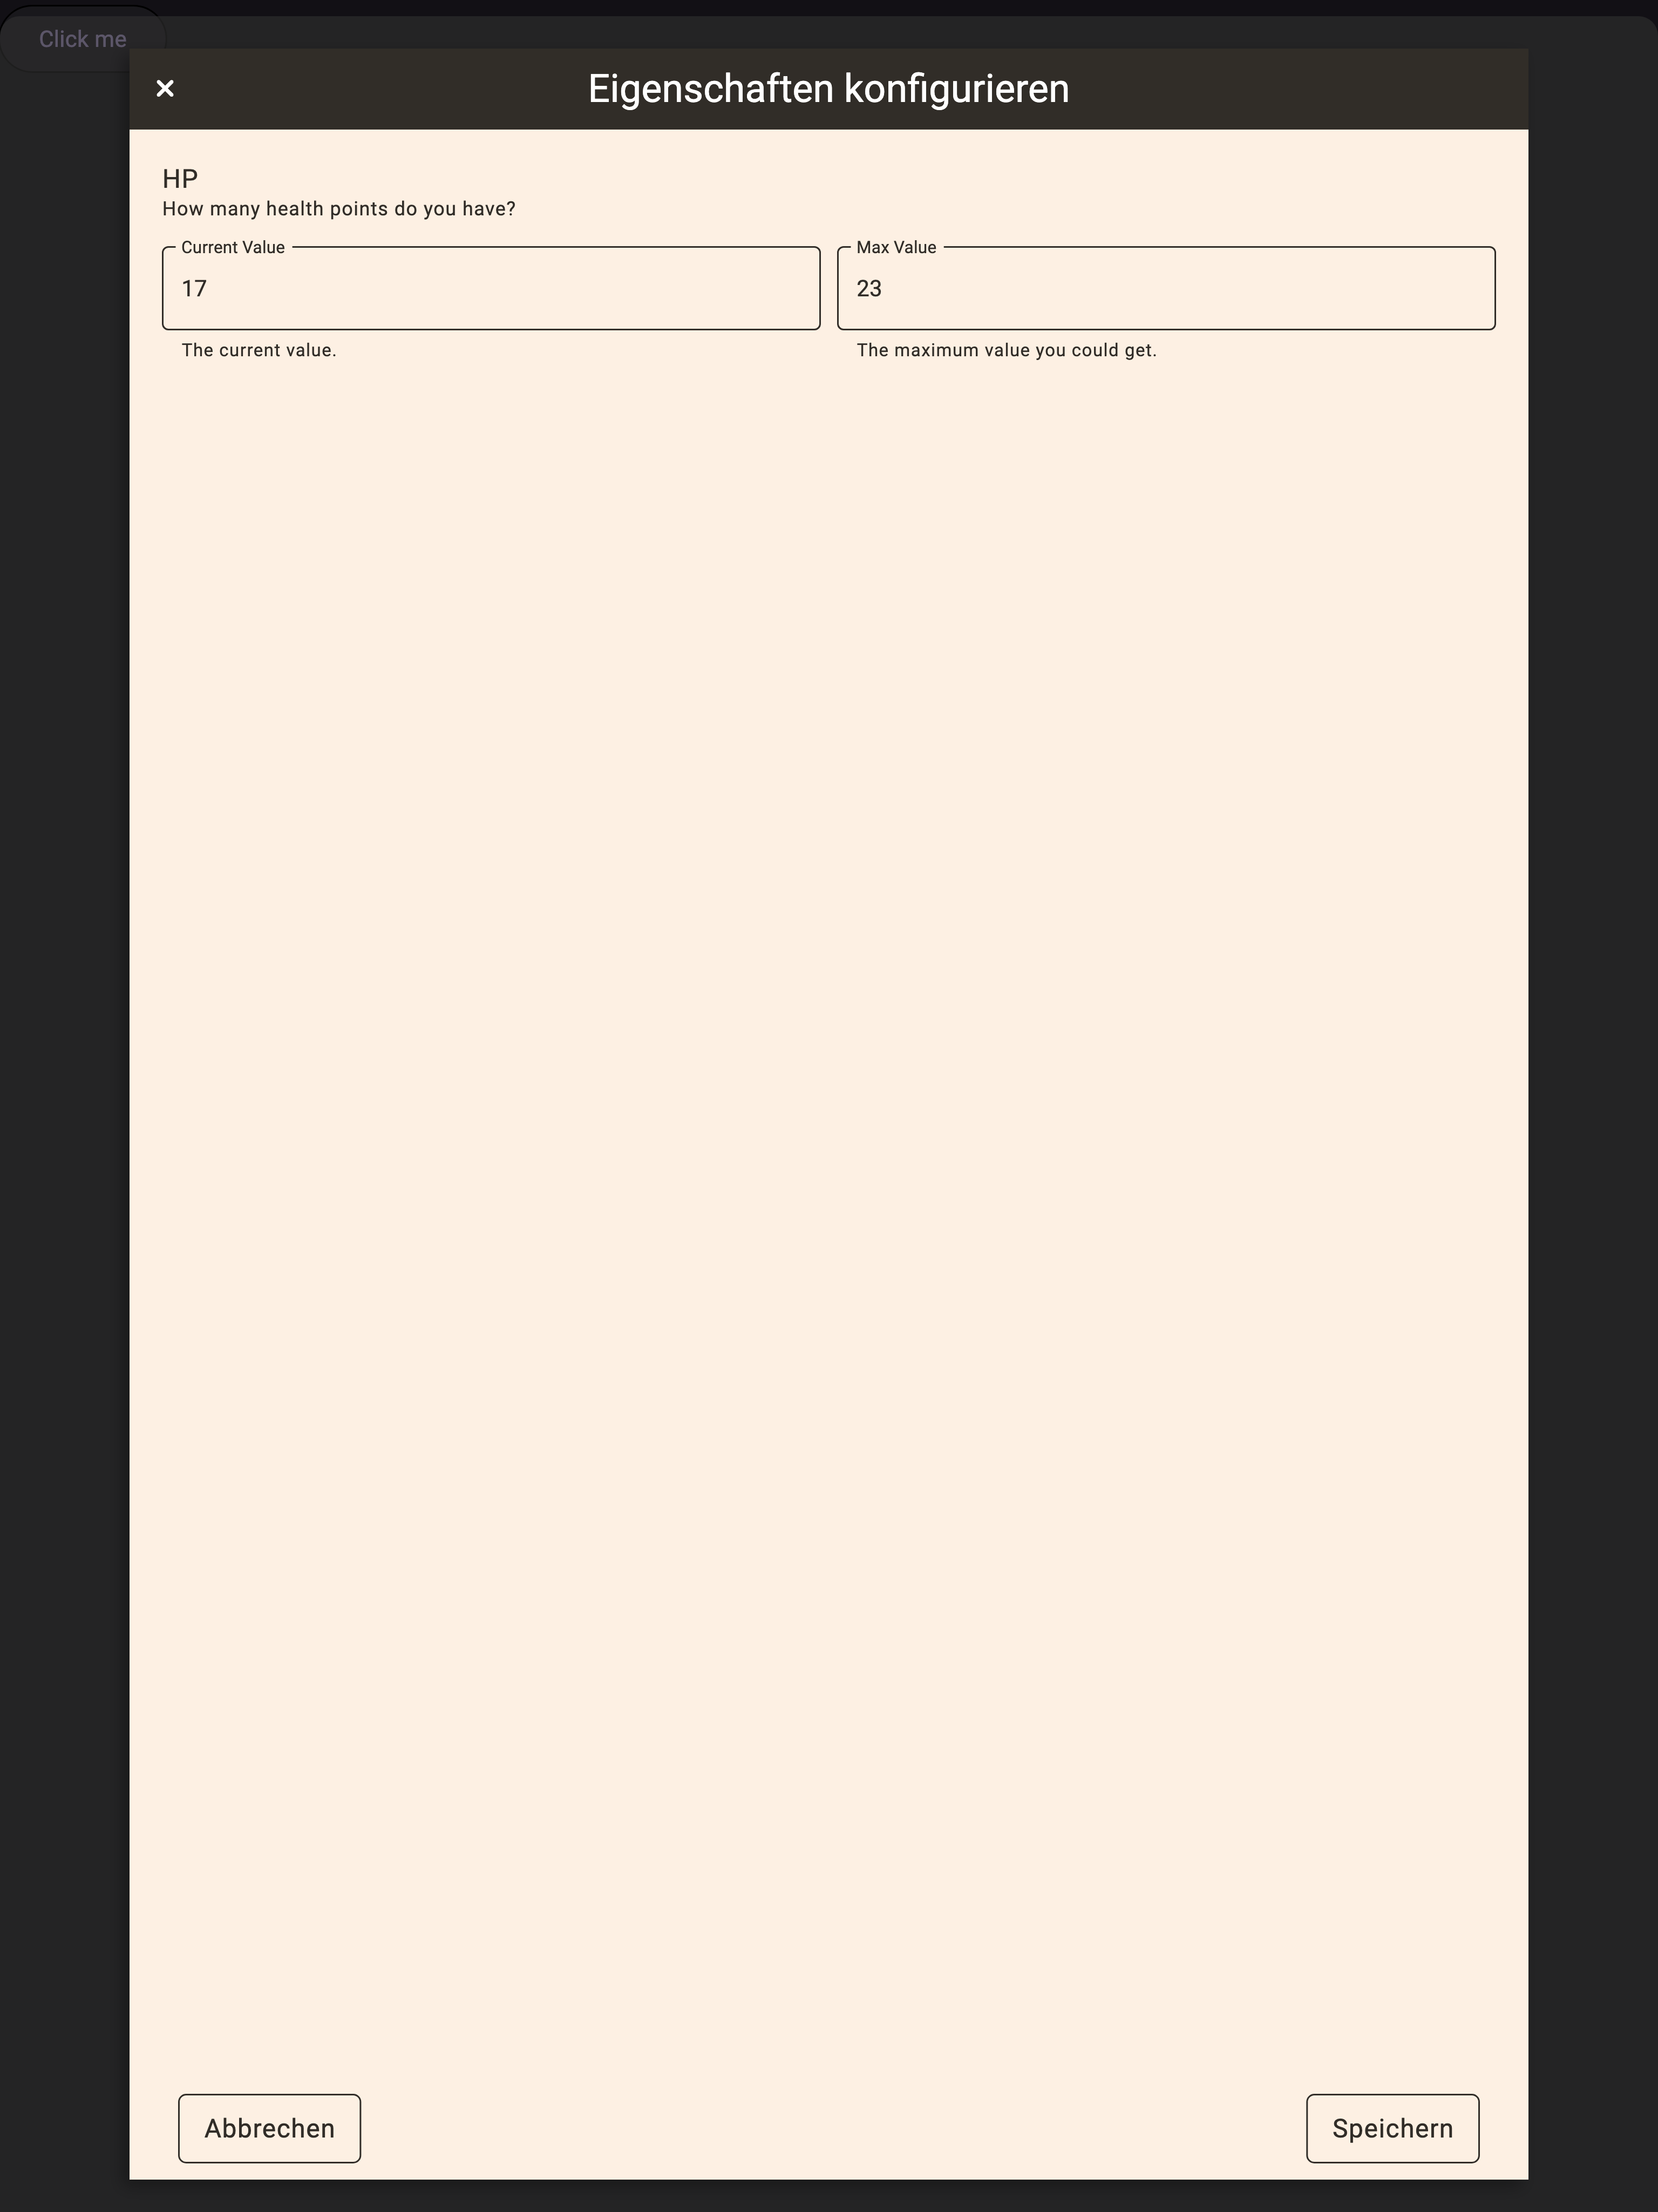 Click me
Eigenschaften konfigurieren
HP
How many health points do you have?
Current Value
Max Value
17
23
The current value.
The maximum value you could get.
Abbrechen
Speichern